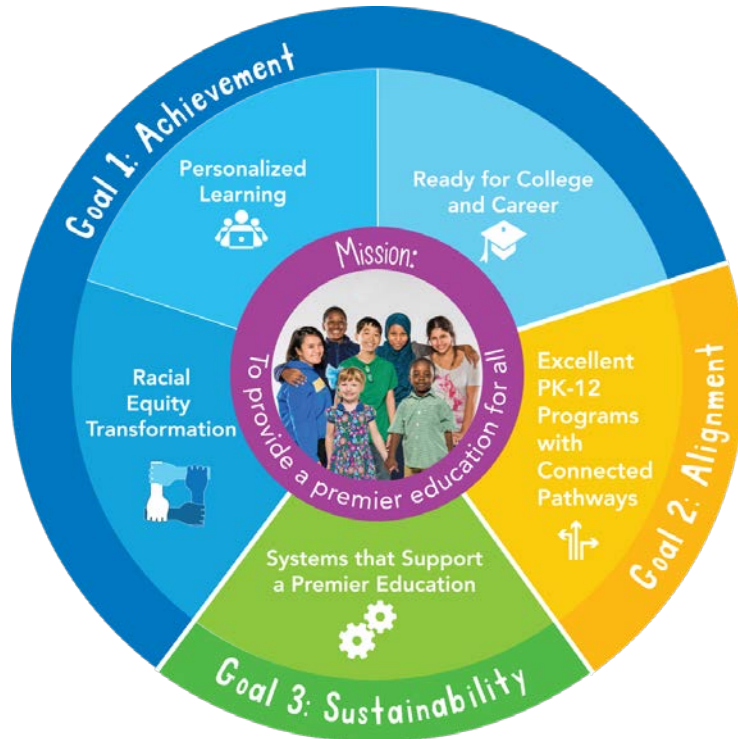 Goal 1: Achievement
Personalized
Learning
Ready for College
and Career
Mission:
To provide a premier education for all
Racial
Equity
Transformation
Excellent
PK-12
Programs
with
Connected
Pathways
Goal 2: Alignment
Systems that Support
a Premier Education
Goal 3: Sustainability